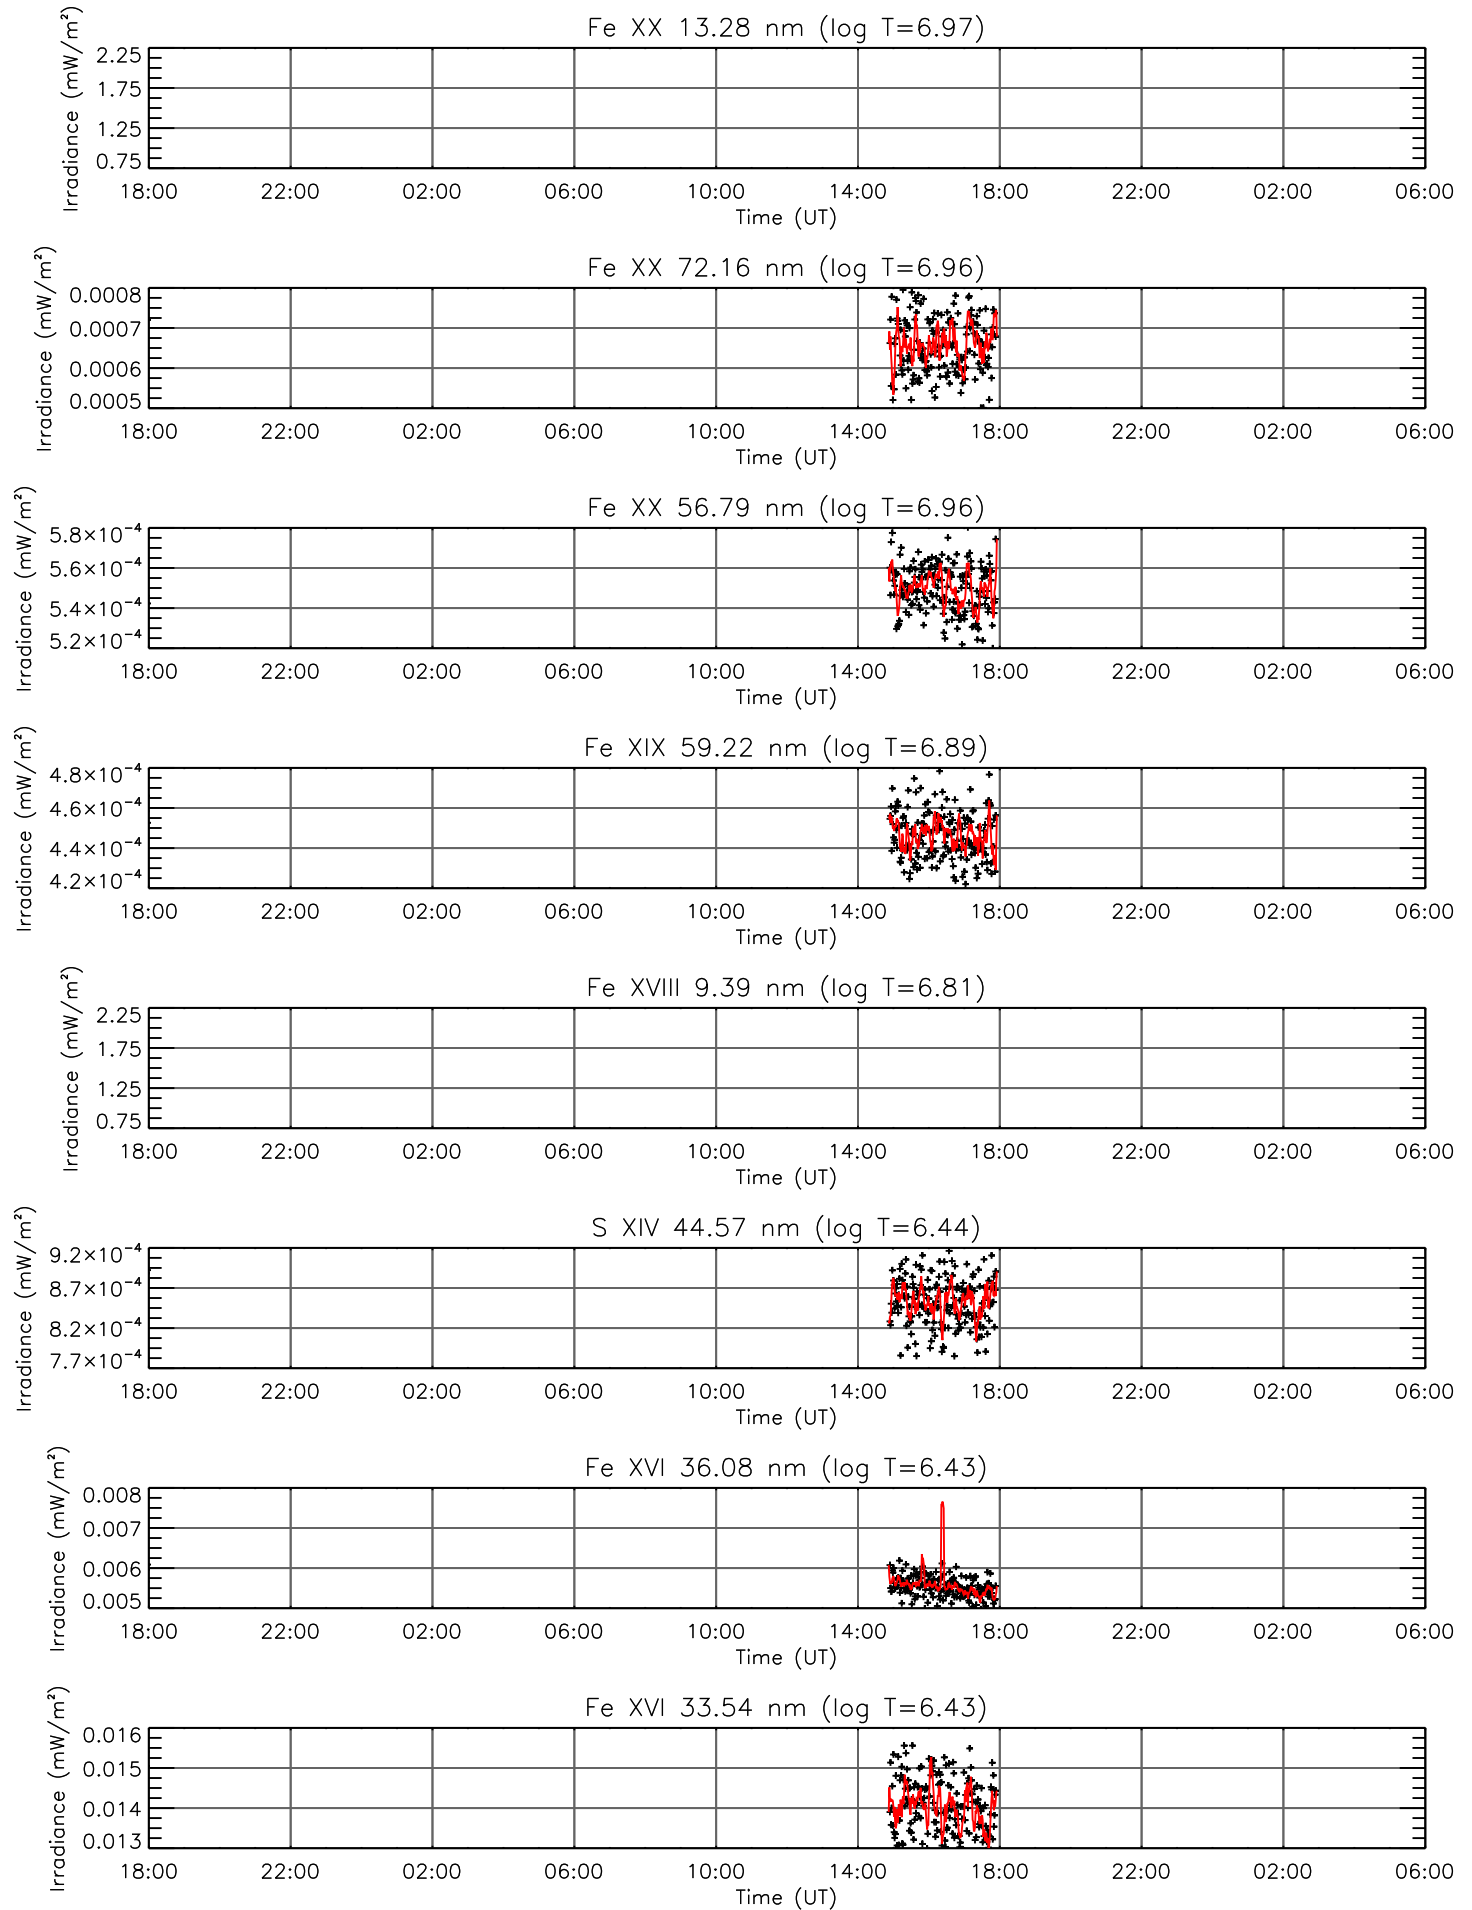 Fe XX 13.28 nm (log T=6.97)
Irradiance (mW/m²)
2.25
1.75
1.25
0.75
18:00 22:00 02:00 06:00 10:00 14:00 18:00 22:00 02:00 06:00
Time (UT)
Fe XX 72.16 nm (log T=6.96)
Irradiance (mW/m²)
0.0008
0.0007
0.0006
0.0005
18:00 22:00 02:00 06:00 10:00 14:00 18:00 22:00 02:00 06:00
Time (UT)
Fe XX 56.79 nm (log T=6.96)
Irradiance (mW/m²)
5.8×10⁻⁴
5.6×10⁻⁴
5.4×10⁻⁴
5.2×10⁻⁴
18:00 22:00 02:00 06:00 10:00 14:00 18:00 22:00 02:00 06:00
Time (UT)
Fe XIX 59.22 nm (log T=6.89)
Irradiance (mW/m²)
4.8×10⁻⁴
4.6×10⁻⁴
4.4×10⁻⁴
4.2×10⁻⁴
18:00 22:00 02:00 06:00 10:00 14:00 18:00 22:00 02:00 06:00
Time (UT)
Fe XVIII 9.39 nm (log T=6.81)
Irradiance (mW/m²)
2.25
1.75
1.25
0.75
18:00 22:00 02:00 06:00 10:00 14:00 18:00 22:00 02:00 06:00
Time (UT)
S XIV 44.57 nm (log T=6.44)
Irradiance (mW/m²)
9.2×10⁻⁴
8.7×10⁻⁴
8.2×10⁻⁴
7.7×10⁻⁴
18:00 22:00 02:00 06:00 10:00 14:00 18:00 22:00 02:00 06:00
Time (UT)
Fe XVI 36.08 nm (log T=6.43)
Irradiance (mW/m²)
0.008
0.007
0.006
0.005
18:00 22:00 02:00 06:00 10:00 14:00 18:00 22:00 02:00 06:00
Time (UT)
Fe XVI 33.54 nm (log T=6.43)
Irradiance (mW/m²)
0.016
0.015
0.014
0.013
18:00 22:00 02:00 06:00 10:00 14:00 18:00 22:00 02:00 06:00
Time (UT)